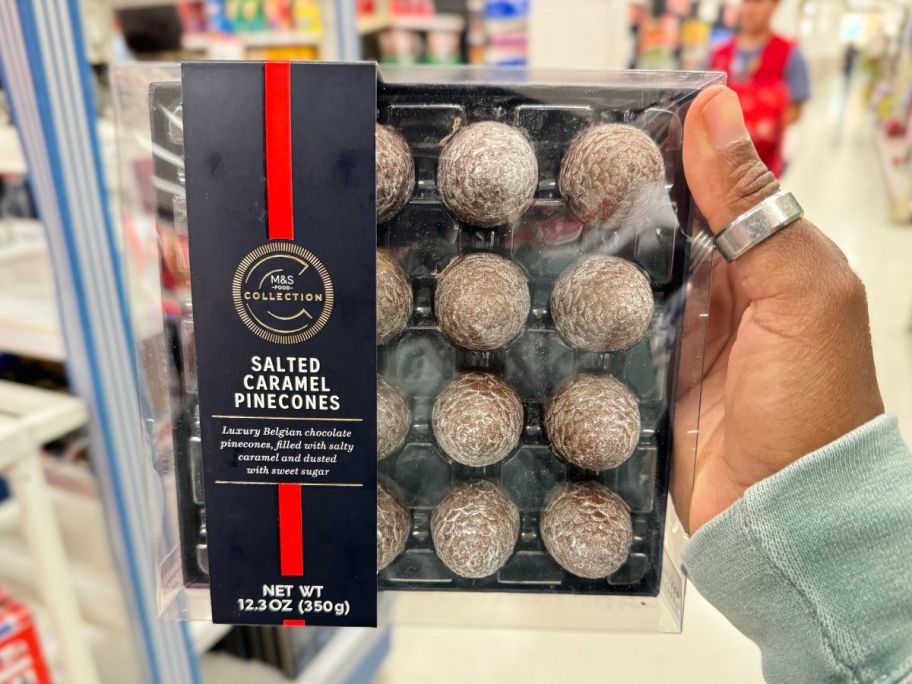 M&S
FOOD
COLLECTION
SALTED
CARAMEL
PINECONES
Luxury Belgian chocolate
pinecones, filled with salty
caramel and dusted
with sweet sugar
NET WT
12.3 OZ (350g)